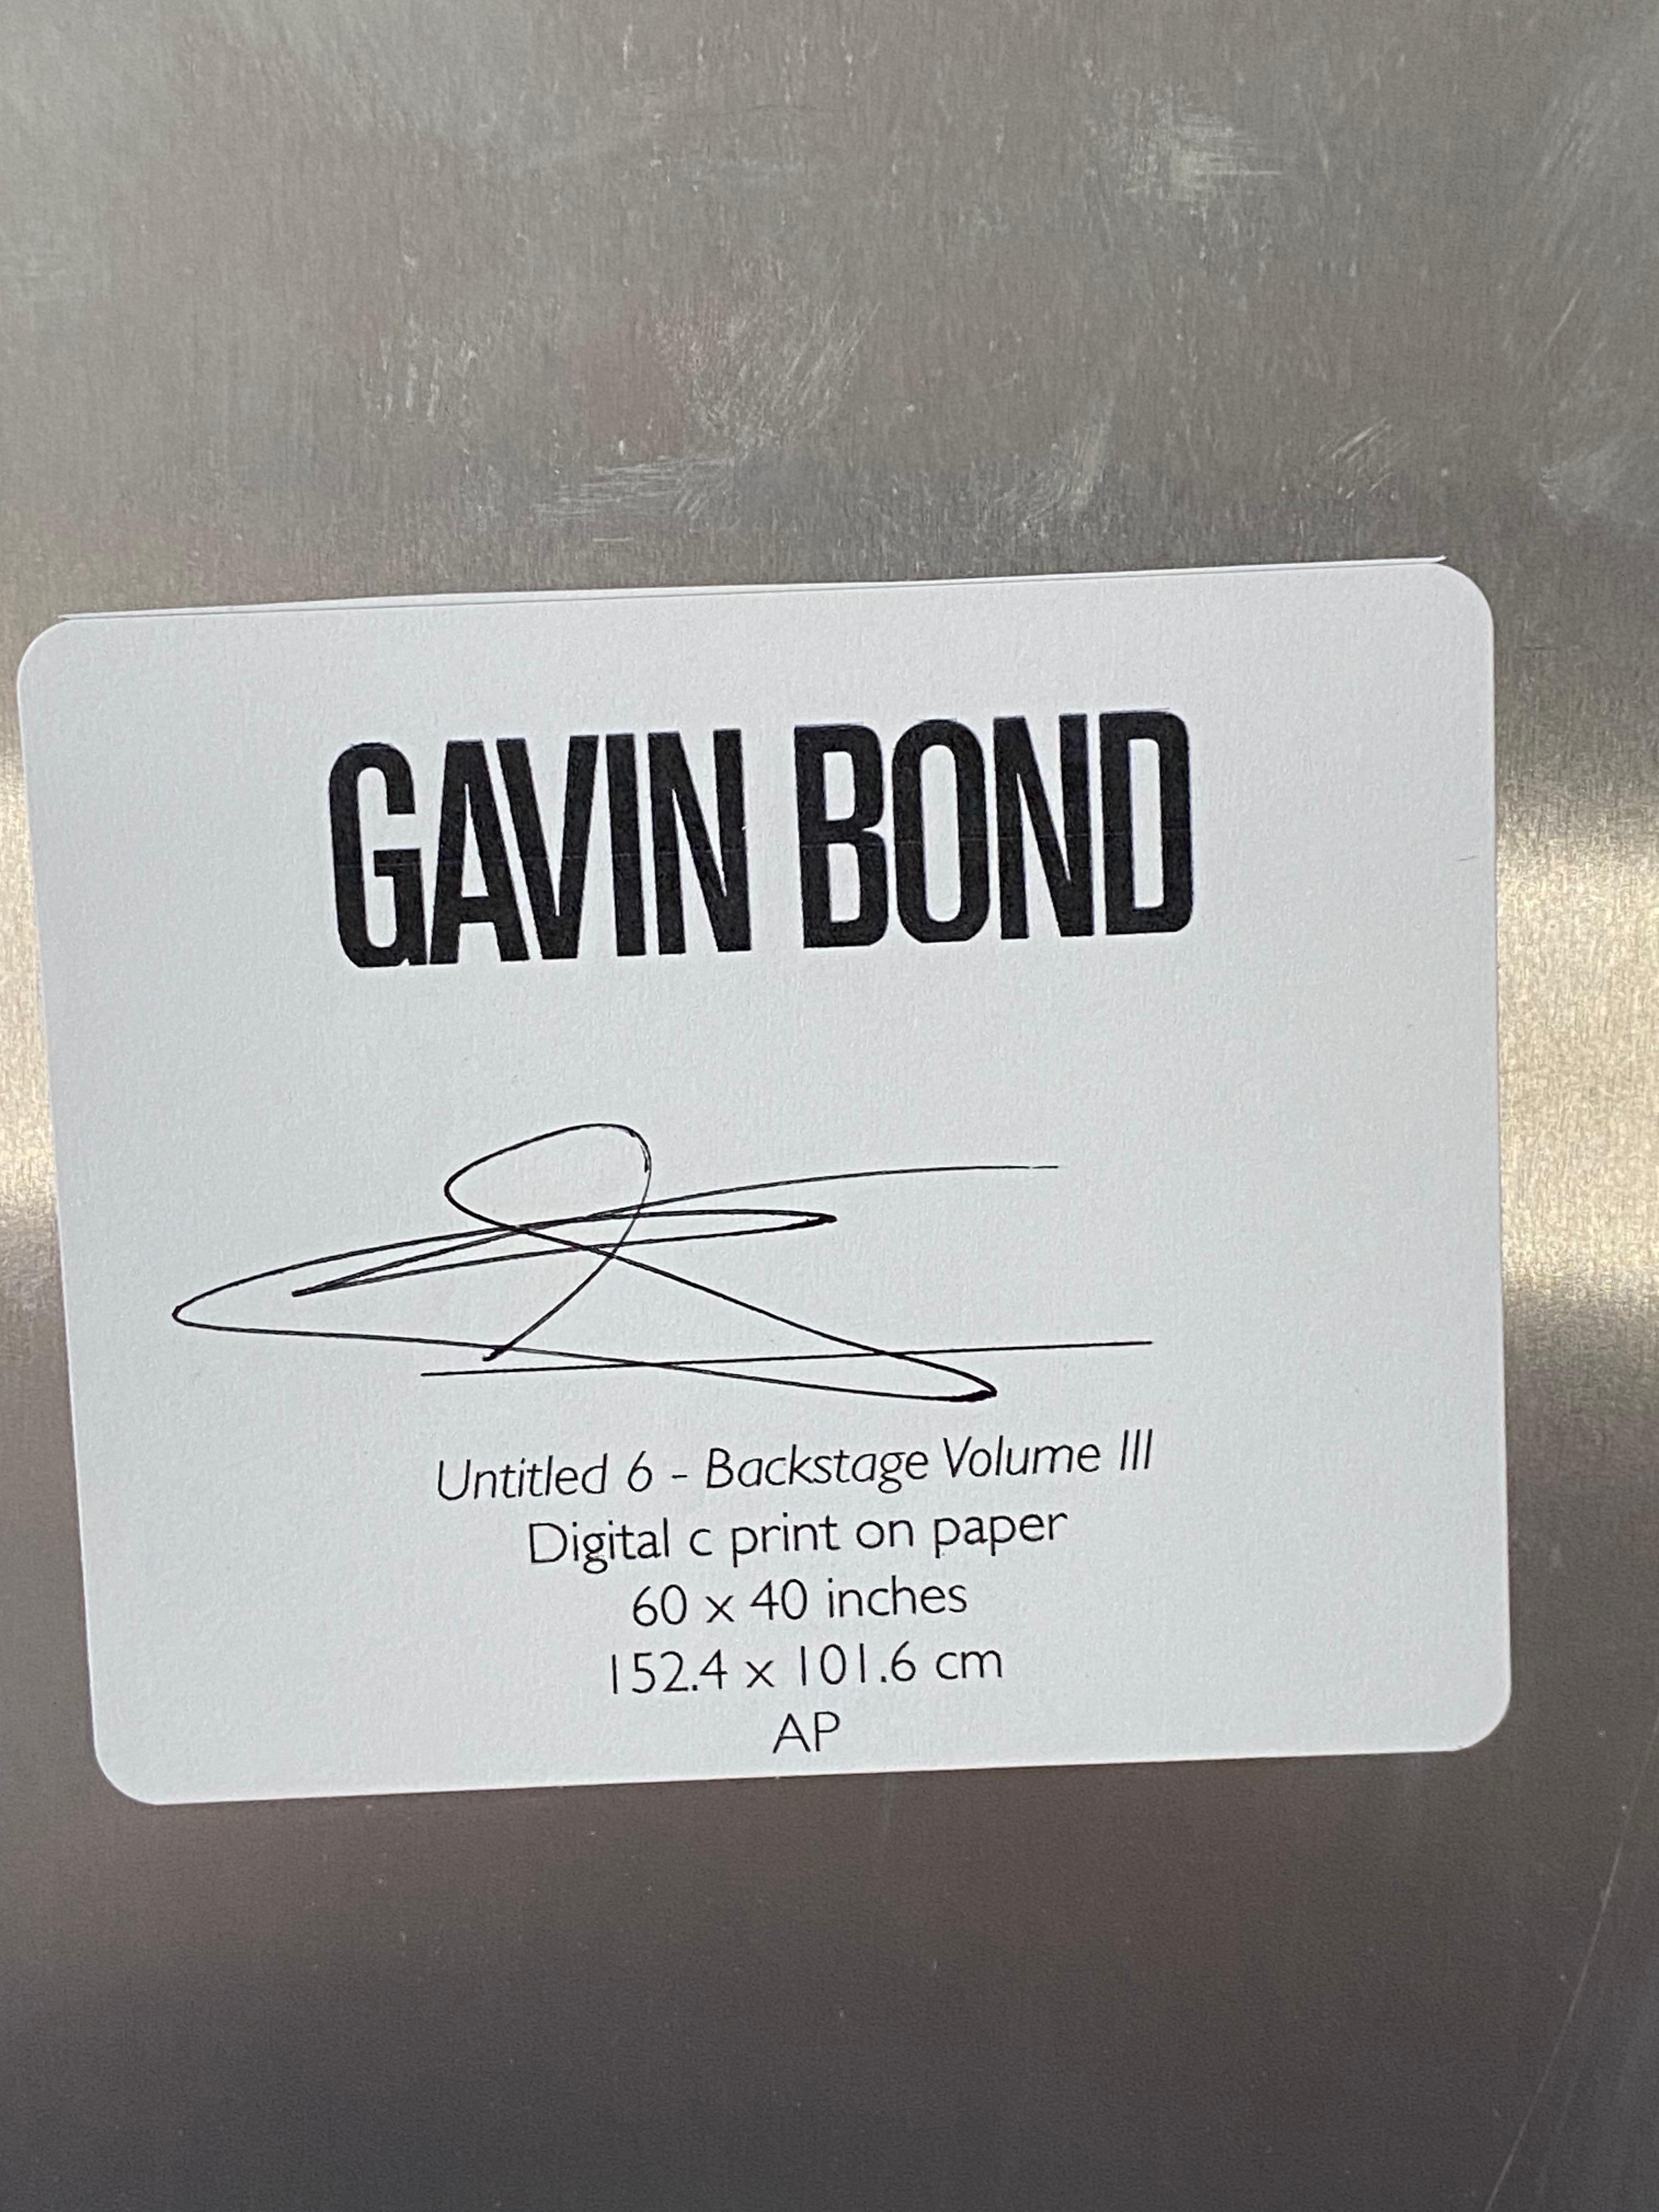 GAVIN BOND
Untitled 6 - Backstage Volume III
Digital c print on paper
60 x 40 inches
152.4 x 101.6 cm
AP